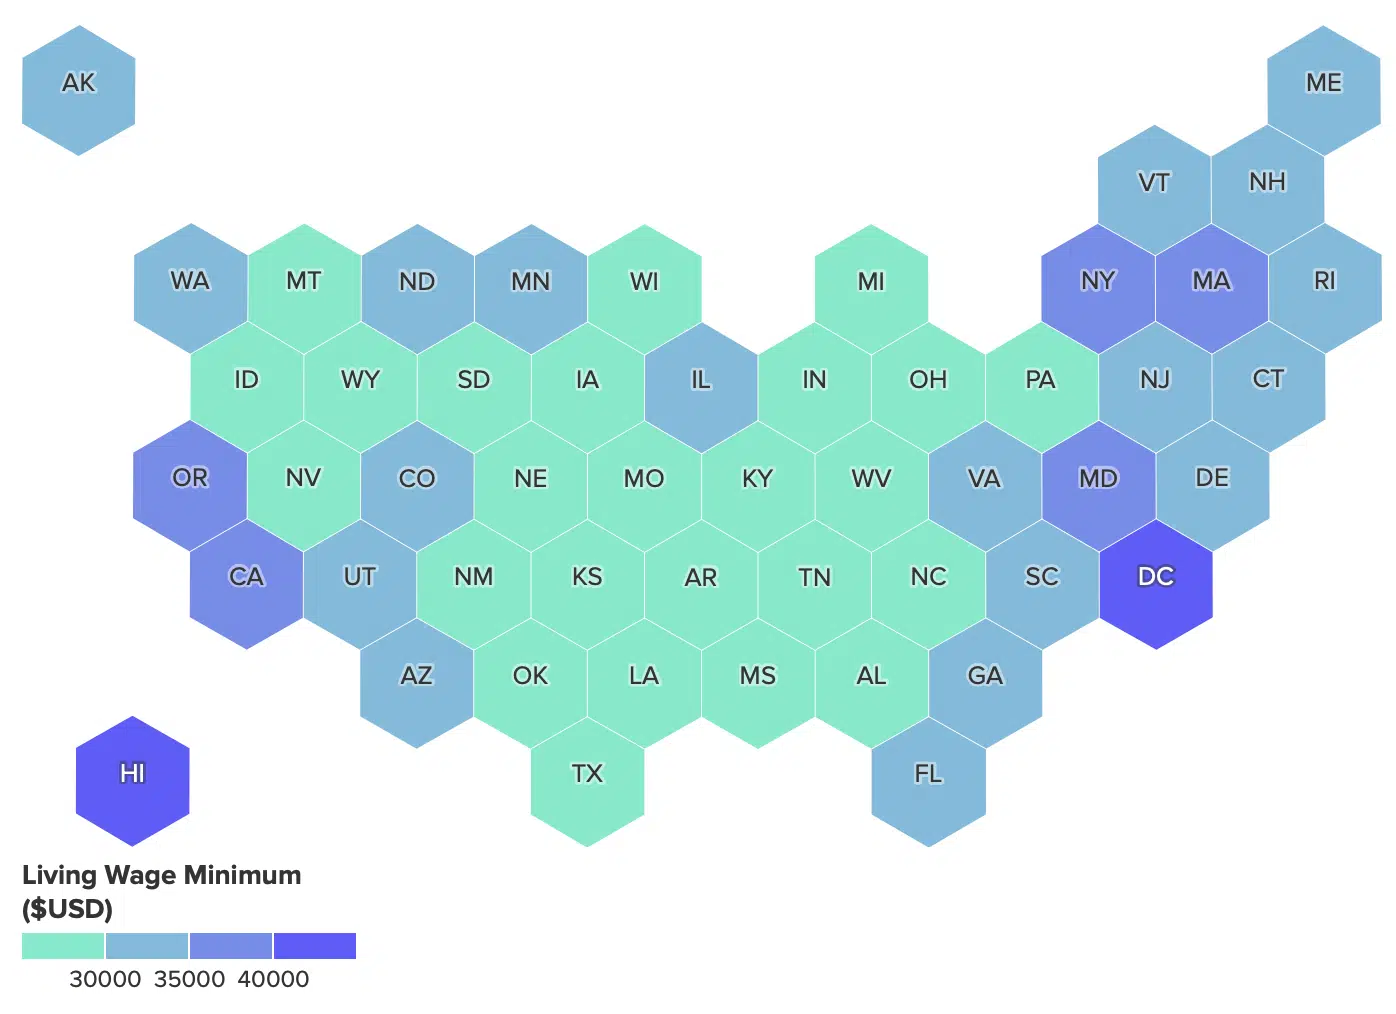 AK
ME
VT
NH
WA
MT
ND
MN
WI
MI
NY
MA
RI
ID
WY
SD
IA
IL
IN
OH
PA
NJ
CT
OR
NV
CO
NE
MO
KY
WV
VA
MD
DE
CA
UT
NM
KS
AR
TN
NC
SC
DC
AZ
OK
LA
MS
AL
GA
HI
TX
FL
Living Wage Minimum
($USD)
30000 35000 40000